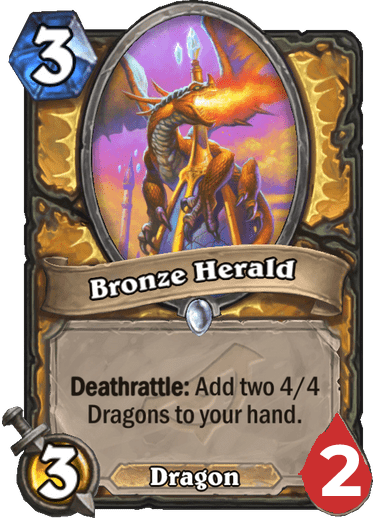 3
Bronze Herald
Deathrattle: Add two 4/4
Dragons to your hand.
3
Dragon
2